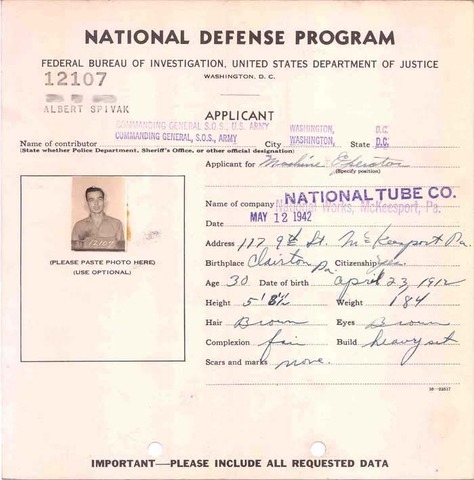 NATIONAL DEFENSE PROGRAM
FEDERAL BUREAU OF INVESTIGATION, UNITED STATES DEPARTMENT OF JUSTICE
WASHINGTON, D. C.
12107
ALBERT SPIVAK
APPLICANT
COMMANDING GENERAL S.O.S., U.S. ARMY WASHINGTON, D.C.
Name of contributor COMMANDING GENERAL, S.O.S., ARMY City WASHINGTON, State D.C.
(State whether Police Department, Sheriff's Office, or other official designation)
Applicant for Machine Operator
(Specify position)
Name of company NATIONAL TUBE CO.
National Works, McKeesport, Pa.
Date MAY 12 1942
Address 112 9th St. McKeesport Pa.
Birthplace Clairton Pa. Citizenship Yes
Age 30 Date of birth April 23, 1912
Height 5' 8½ Weight 184
Hair Brown Eyes Brown
Complexion fair Build heavy set
Scars and marks none.
12107
(PLEASE PASTE PHOTO HERE)
(USE OPTIONAL)
IMPORTANT—PLEASE INCLUDE ALL REQUESTED DATA